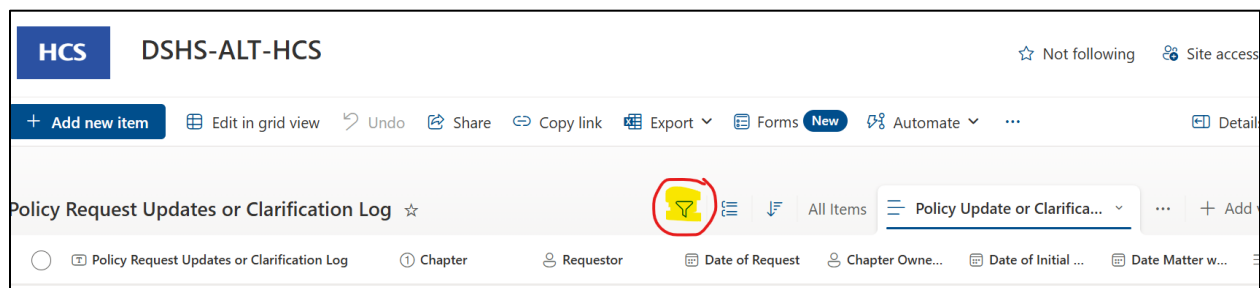 HCS DSHS-ALT-HCS Not following Site access
+ Add new item Edit in grid view Undo Share Copy link Export Forms New Automate ... Details
Policy Request Updates or Clarification Log All Items Policy Update or Clarifica... ... + Add
Policy Request Updates or Clarification Log Chapter Requestor Date of Request Chapter Owne... Date of Initial ... Date Matter w...